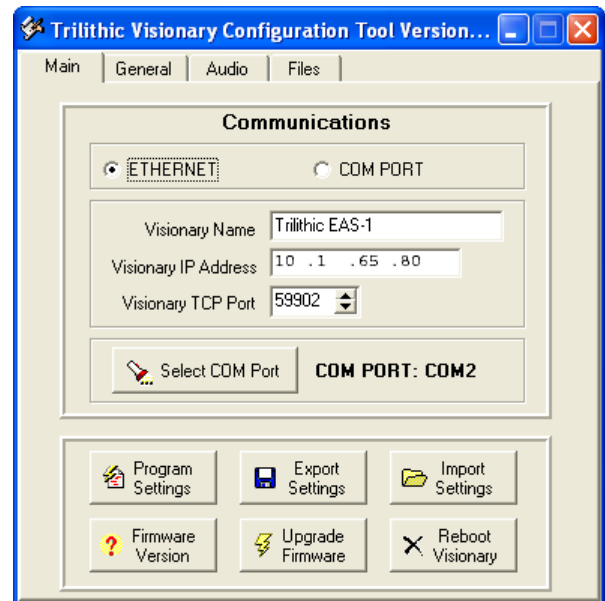 Trilithic Visionary Configuration Tool Version...
Main General Audio Files
Communications
ETHERNET COM PORT
Visionary Name Trilithic EAS-1
Visionary IP Address 10 .1 .65 .80
Visionary TCP Port 59902
Select COM Port COM PORT: COM2
Program Settings
Export Settings
Import Settings
Firmware Version
Upgrade Firmware
Reboot Visionary